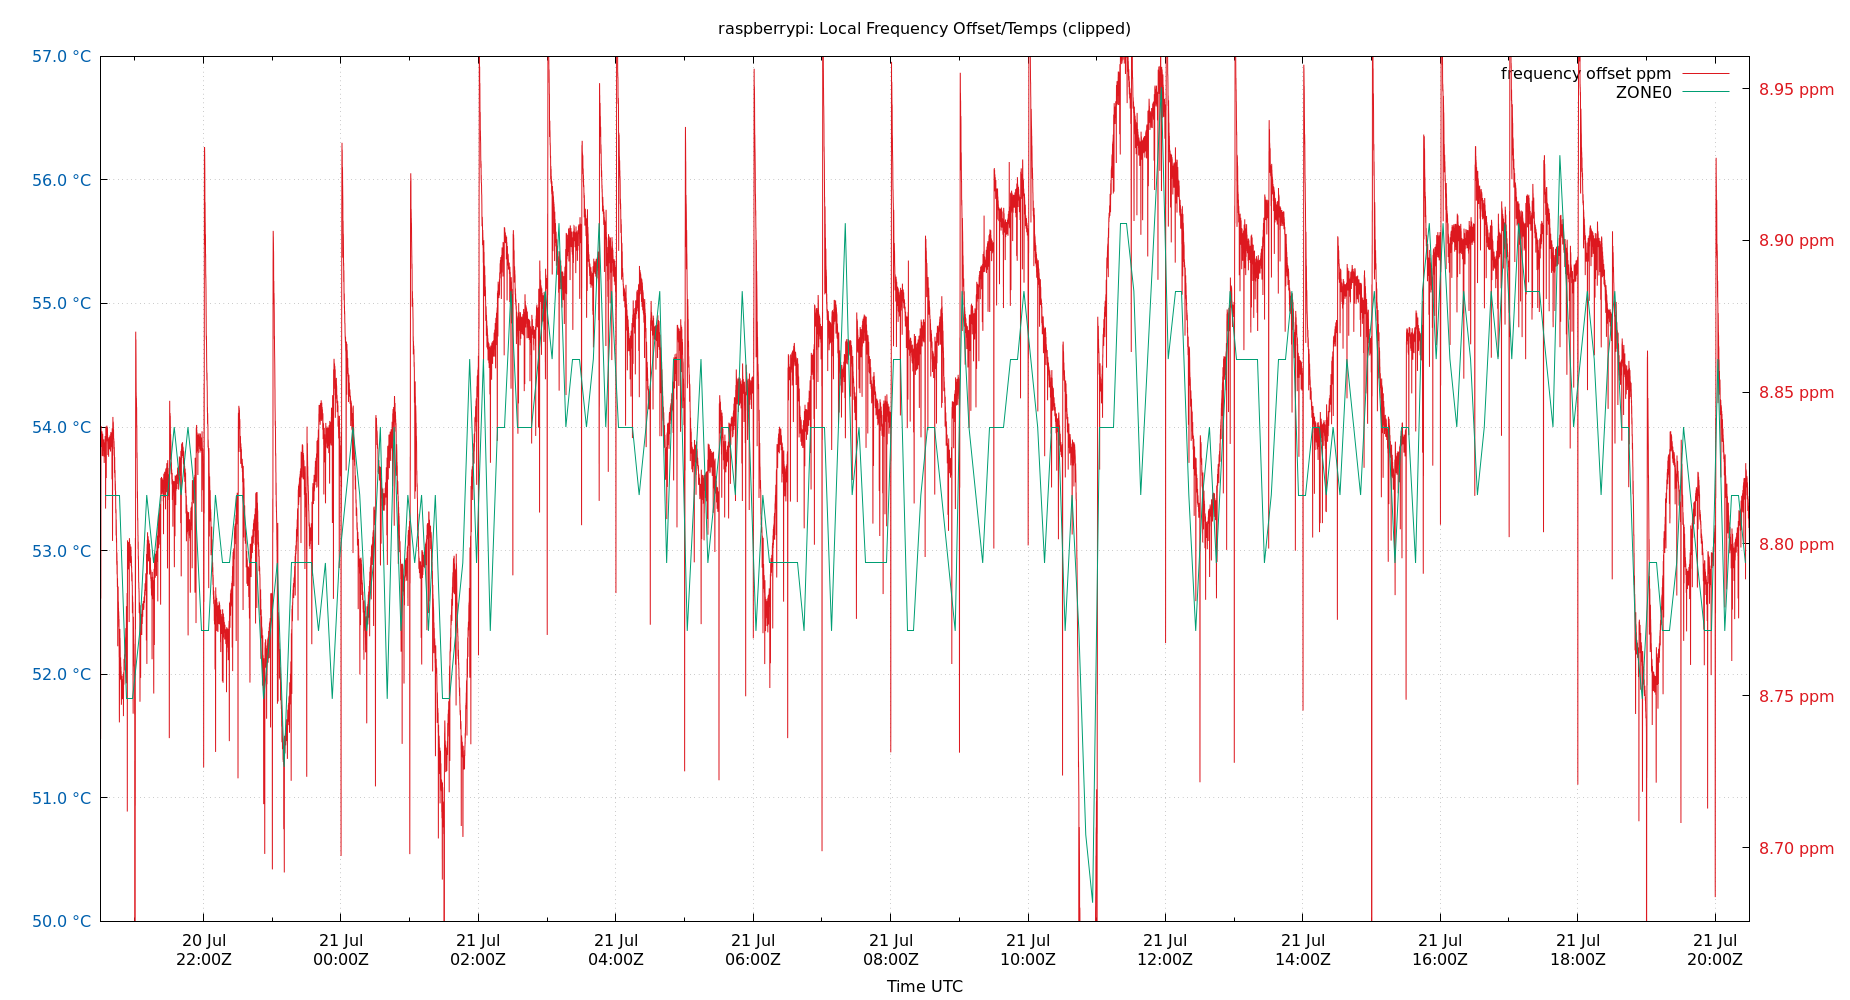 raspberrypi: Local Frequency Offset/Temps (clipped)
57.0 °C
56.0 °C
55.0 °C
54.0 °C
53.0 °C
52.0 °C
51.0 °C
50.0 °C
frequency offset ppm
ZONE0
8.95 ppm
8.90 ppm
8.85 ppm
8.80 ppm
8.75 ppm
8.70 ppm
20 Jul
22:00Z
21 Jul
00:00Z
21 Jul
02:00Z
21 Jul
04:00Z
21 Jul
06:00Z
21 Jul
08:00Z
21 Jul
10:00Z
21 Jul
12:00Z
21 Jul
14:00Z
21 Jul
16:00Z
21 Jul
18:00Z
21 Jul
20:00Z
Time UTC